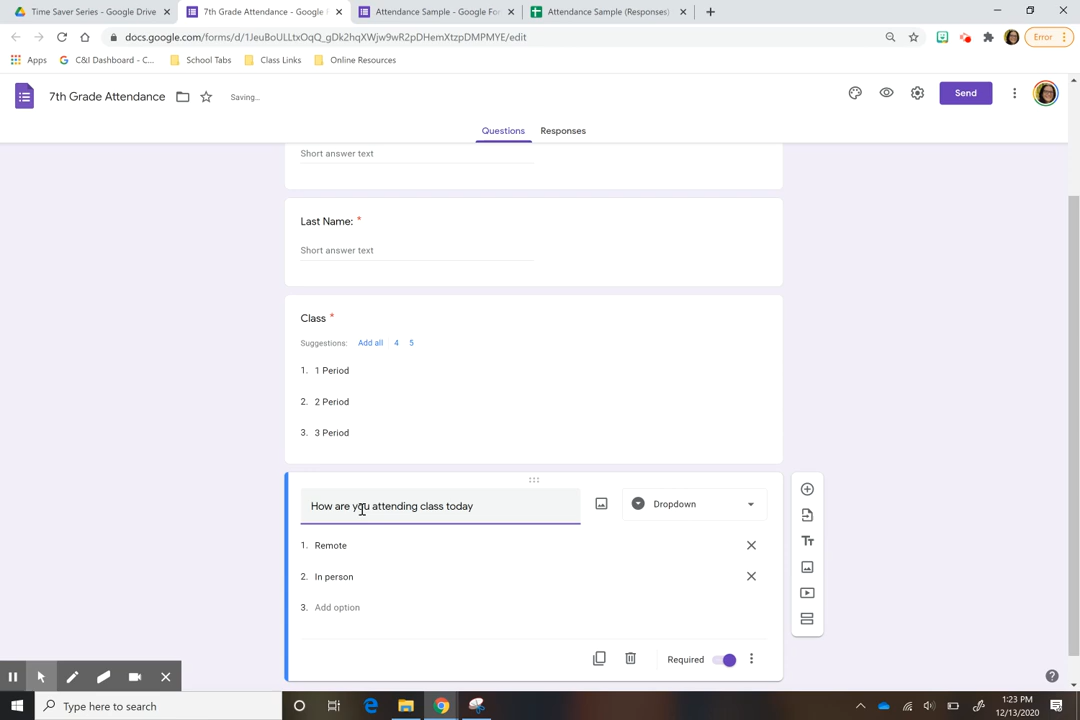 Time Saver Series - Google Drive
7th Grade Attendance - Google F
Attendance Sample - Google For
Attendance Sample (Responses)
docs.google.com/forms/d/1JeuBoULLtxOqQ_gDk2hqXWjw9wR2pDHemXtzpDMPMYE/edit
Error
Apps
C&I Dashboard - C...
School Tabs
Class Links
Online Resources
7th Grade Attendance
Saving...
Send
Questions
Responses
Short answer text
Last Name: *
Short answer text
Class *
Suggestions: Add all 4 5
1. 1 Period
2. 2 Period
3. 3 Period
How are you attending class today
Dropdown
1. Remote
2. In person
3. Add option
Required
Type here to search
1:23 PM
12/13/2020